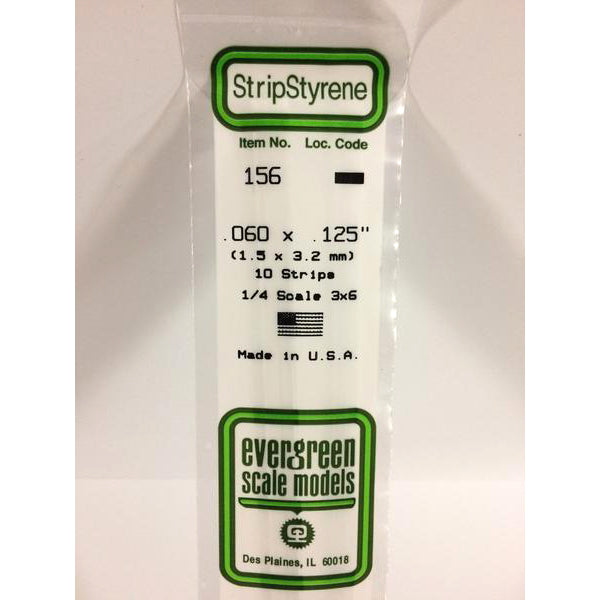 StripStyrene
Item No. Loc. Code
156
.060 x .125"
(1.5 x 3.2 mm)
10 Strips
1/4 Scale 3x6
Made in U.S.A.
evergreen
scale models
Des Plaines, IL 60018